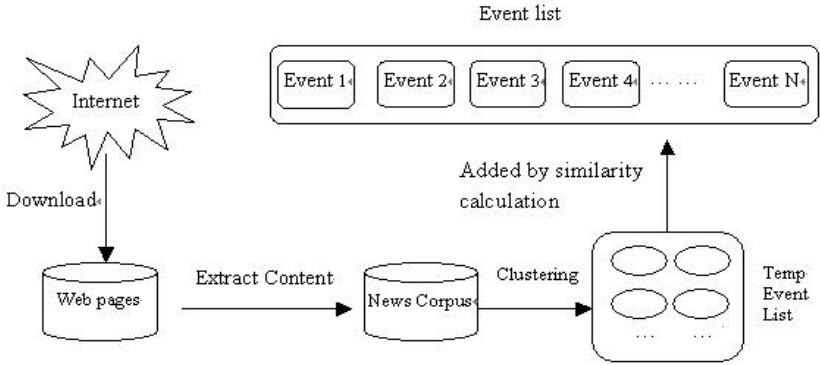 Event list
Event 1
Event 2
Event 3
Event 4
... ...
Event N
Internet
Download
Added by similarity
calculation
Web pages
Extract Content
News Corpus
Clustering
Temp
Event
List
... ...